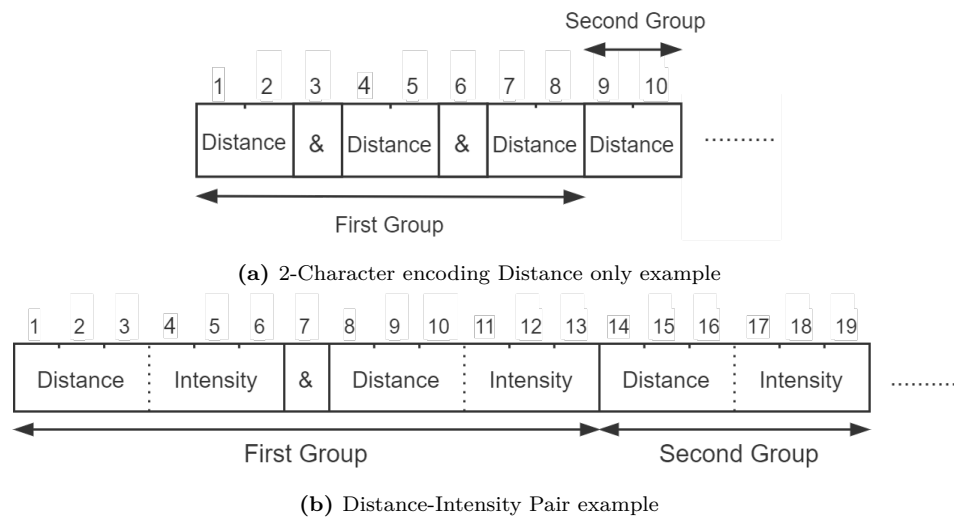 Second Group
1 2 3 4 5 6 7 8 9 10
Distance & Distance & Distance Distance
First Group
(a) 2-Character encoding Distance only example
1 2 3 4 5 6 7 8 9 10 11 12 13 14 15 16 17 18 19
Distance Intensity & Distance Intensity Distance Intensity
First Group Second Group
(b) Distance-Intensity Pair example